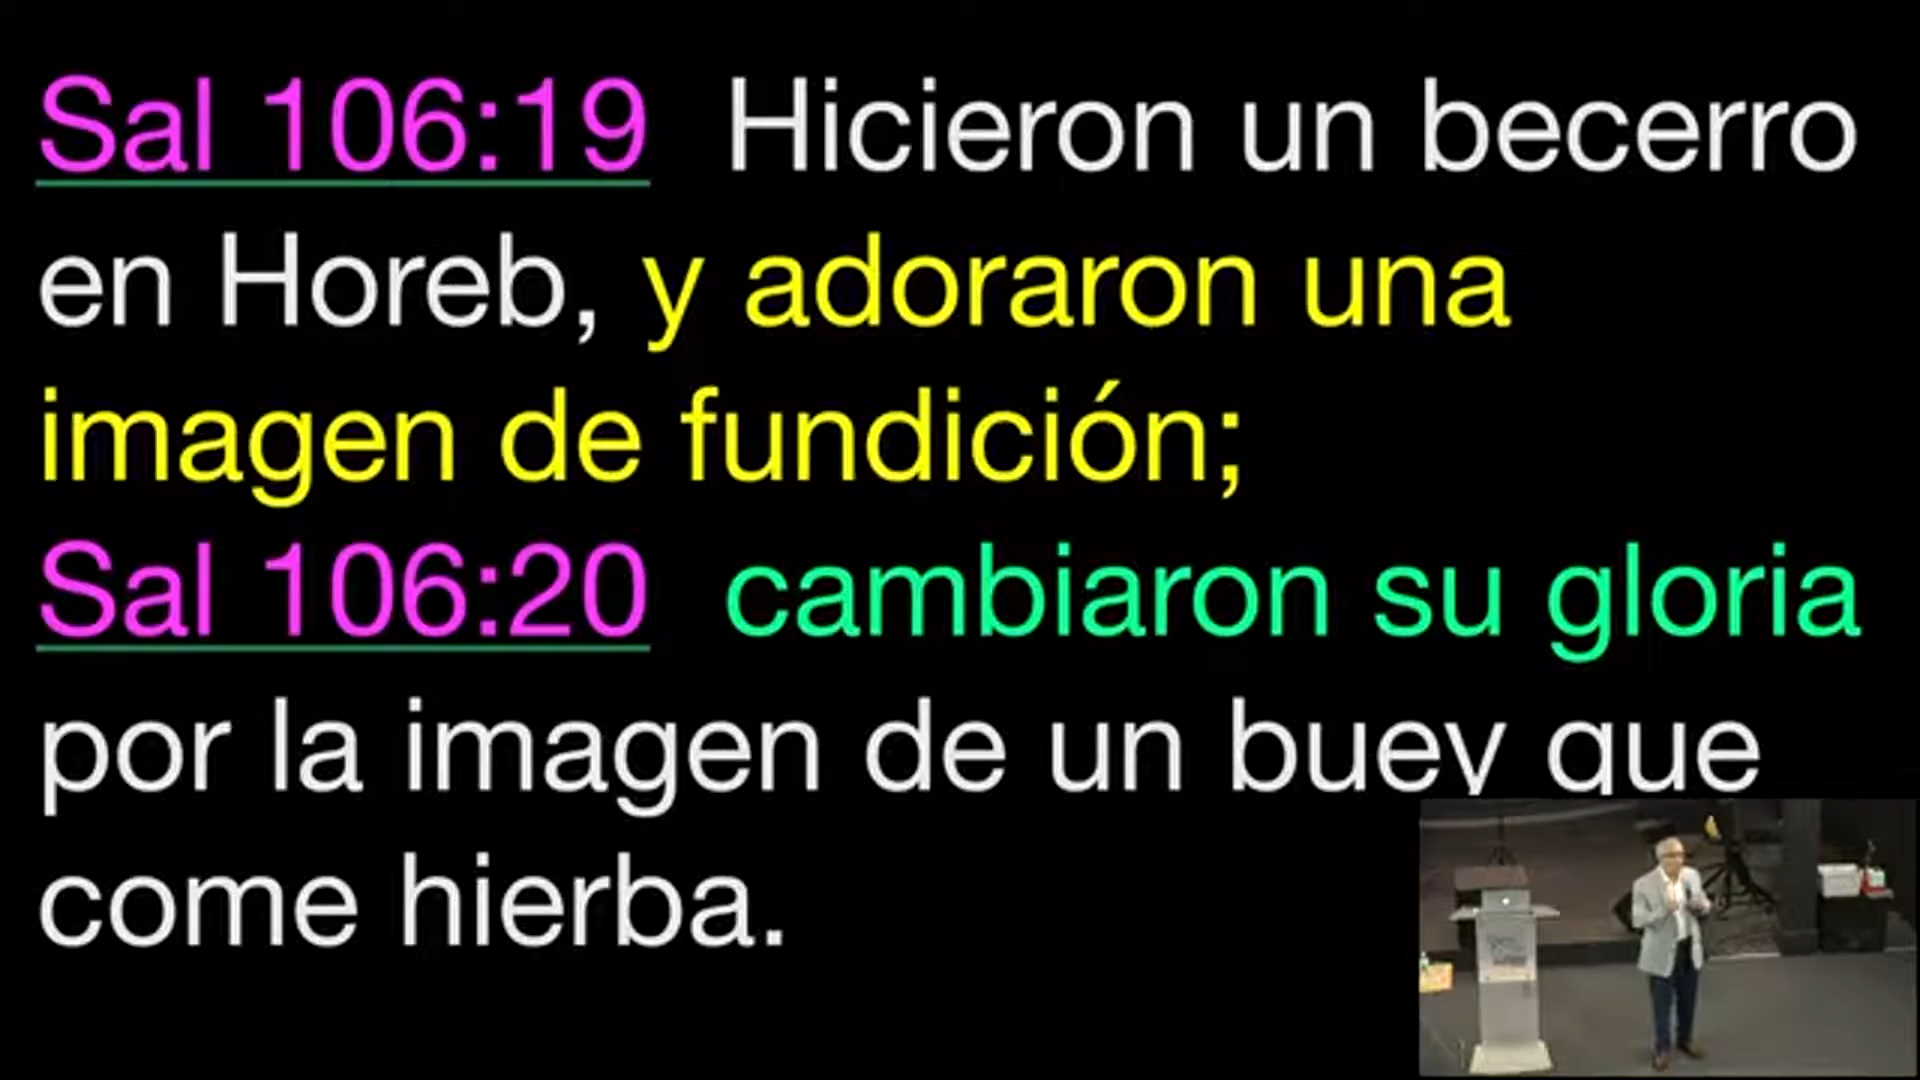 Sal 106:19 Hicieron un becerro
en Horeb, y adoraron una
imagen de fundición;
Sal 106:20 cambiaron su gloria
por la imagen de un buey que
come hierba.